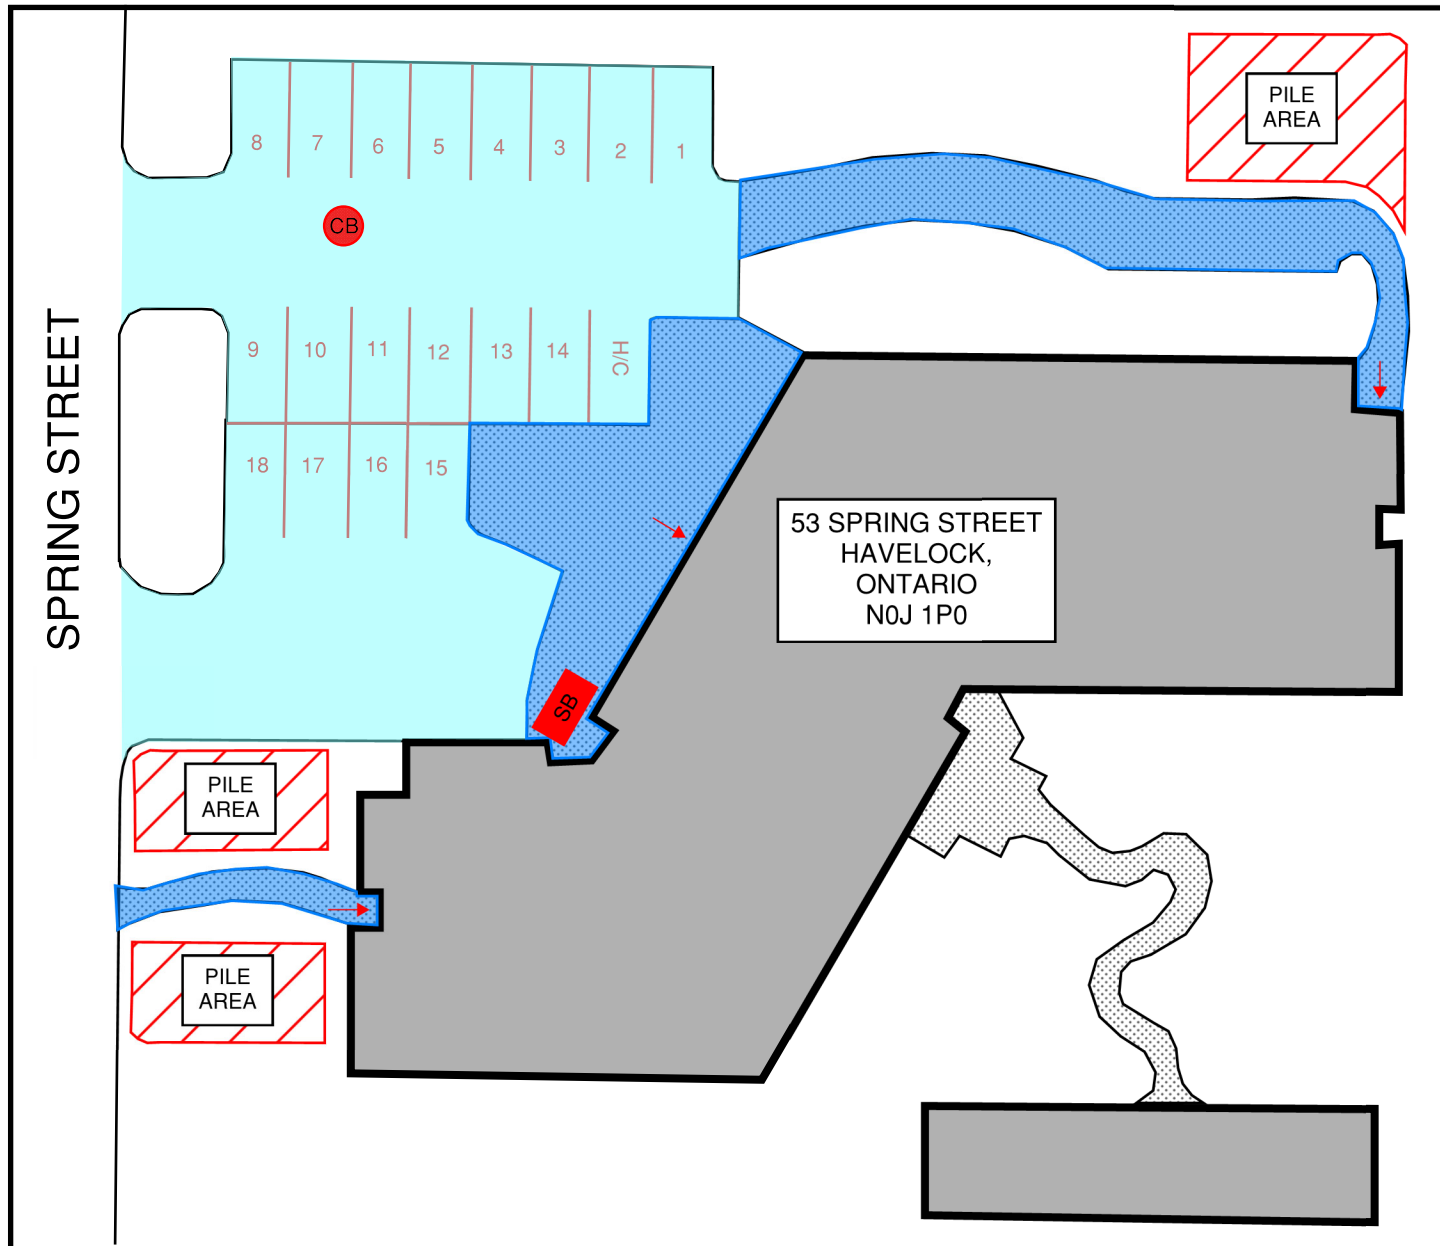 PILE
AREA
8
7
6
5
4
3
2
1
CB
SPRING STREET
9
10
11
12
13
14
H/C
18
17
16
15
53 SPRING STREET
HAVELOCK,
ONTARIO
N0J 1P0
SB
PILE
AREA
PILE
AREA